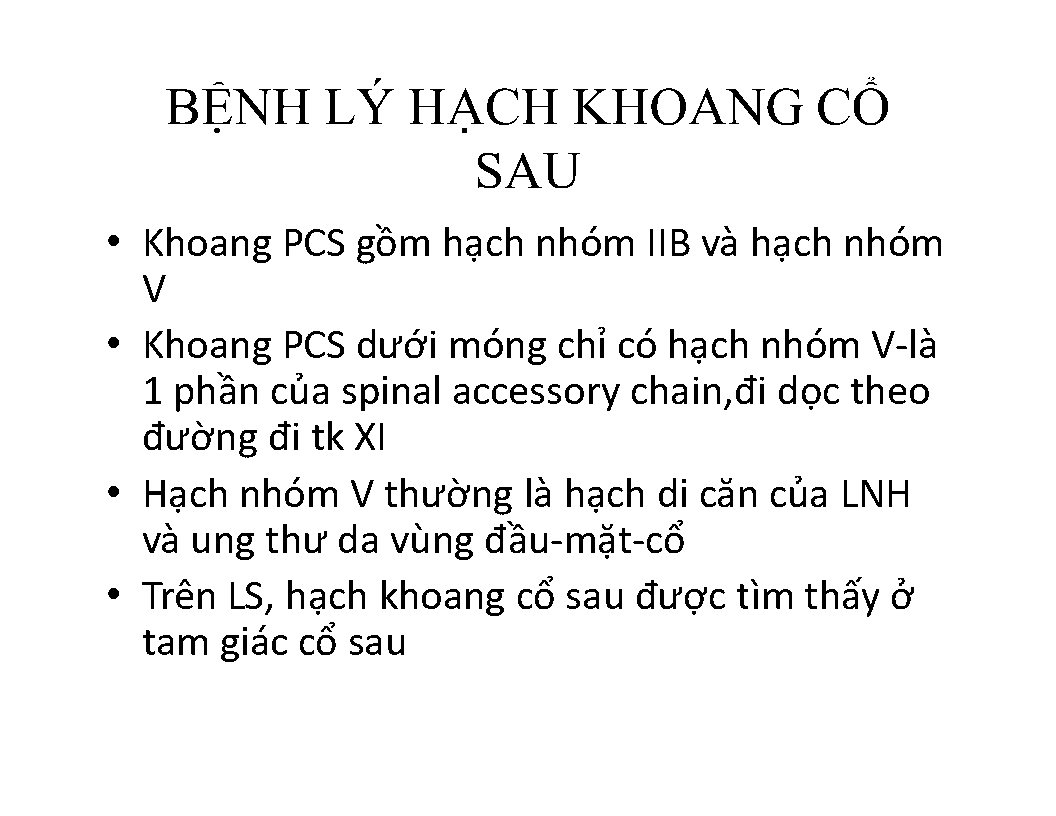 BỆNH LÝ HẠCH KHOANG CỔ
SAU
• Khoang PCS gồm hạch nhóm IIB và hạch nhóm
V
• Khoang PCS dưới móng chỉ có hạch nhóm V-là
1 phần của spinal accessory chain,đi dọc theo
đường đi tk XI
• Hạch nhóm V thường là hạch di căn của LNH
và ung thư da vùng đầu-mặt-cổ
• Trên LS, hạch khoang cổ sau được tìm thấy ở
tam giác cổ sau